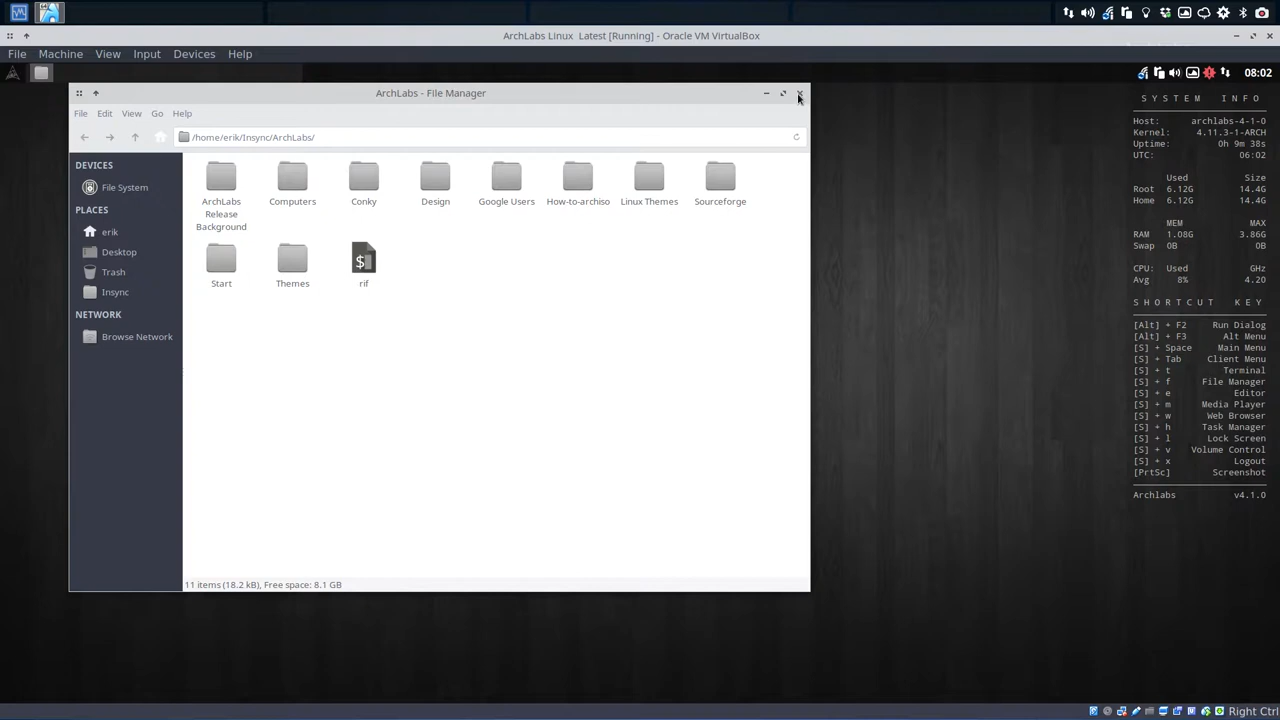 ArchLabs Linux  Latest [Running] - Oracle VM VirtualBox
File Machine View Input Devices Help
08:02
ArchLabs - File Manager
File Edit View Go Help
/home/erik/Insync/ArchLabs/
DEVICES
File System
PLACES
erik
Desktop
Trash
Insync
NETWORK
Browse Network
ArchLabs
Release
Background
Computers
Conky
Design
Google Users
How-to-archiso
Linux Themes
Sourceforge
Start
Themes
$
rif
11 items (18.2 kB), Free space: 8.1 GB
SYSTEM INFO
Host: archlabs-4-1-0
Kernel: 4.11.3-1-ARCH
Uptime: 0h 9m 38s
UTC: 06:02
Used Size
Root 6.12G 14.4G
Home 6.12G 14.4G
MEM MAX
RAM 1.08G 3.86G
Swap 0B 0B
CPU: Used GHz
Avg 8% 4.20
SHORTCUT KEY
[Alt] + F2 Run Dialog
[Alt] + F3 Alt Menu
[S] + Space Main Menu
[S] + Tab Client Menu
[S] + t Terminal
[S] + f File Manager
[S] + e Editor
[S] + m Media Player
[S] + w Web Browser
[S] + h Task Manager
[S] + l Lock Screen
[S] + v Volume Control
[S] + x Logout
[PrtSc] Screenshot
Archlabs v4.1.0
Right Ctrl